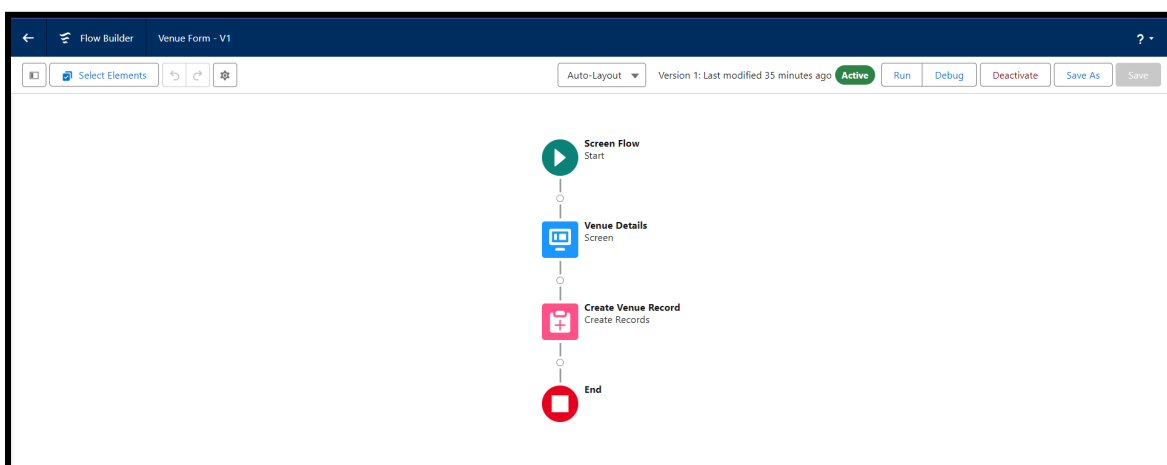 Flow Builder Venue Form - V1 ?
Select Elements Auto-Layout Version 1: Last modified 35 minutes ago Active Run Debug Deactivate Save As Save
Screen Flow
Start
Venue Details
Screen
Create Venue Record
Create Records
End